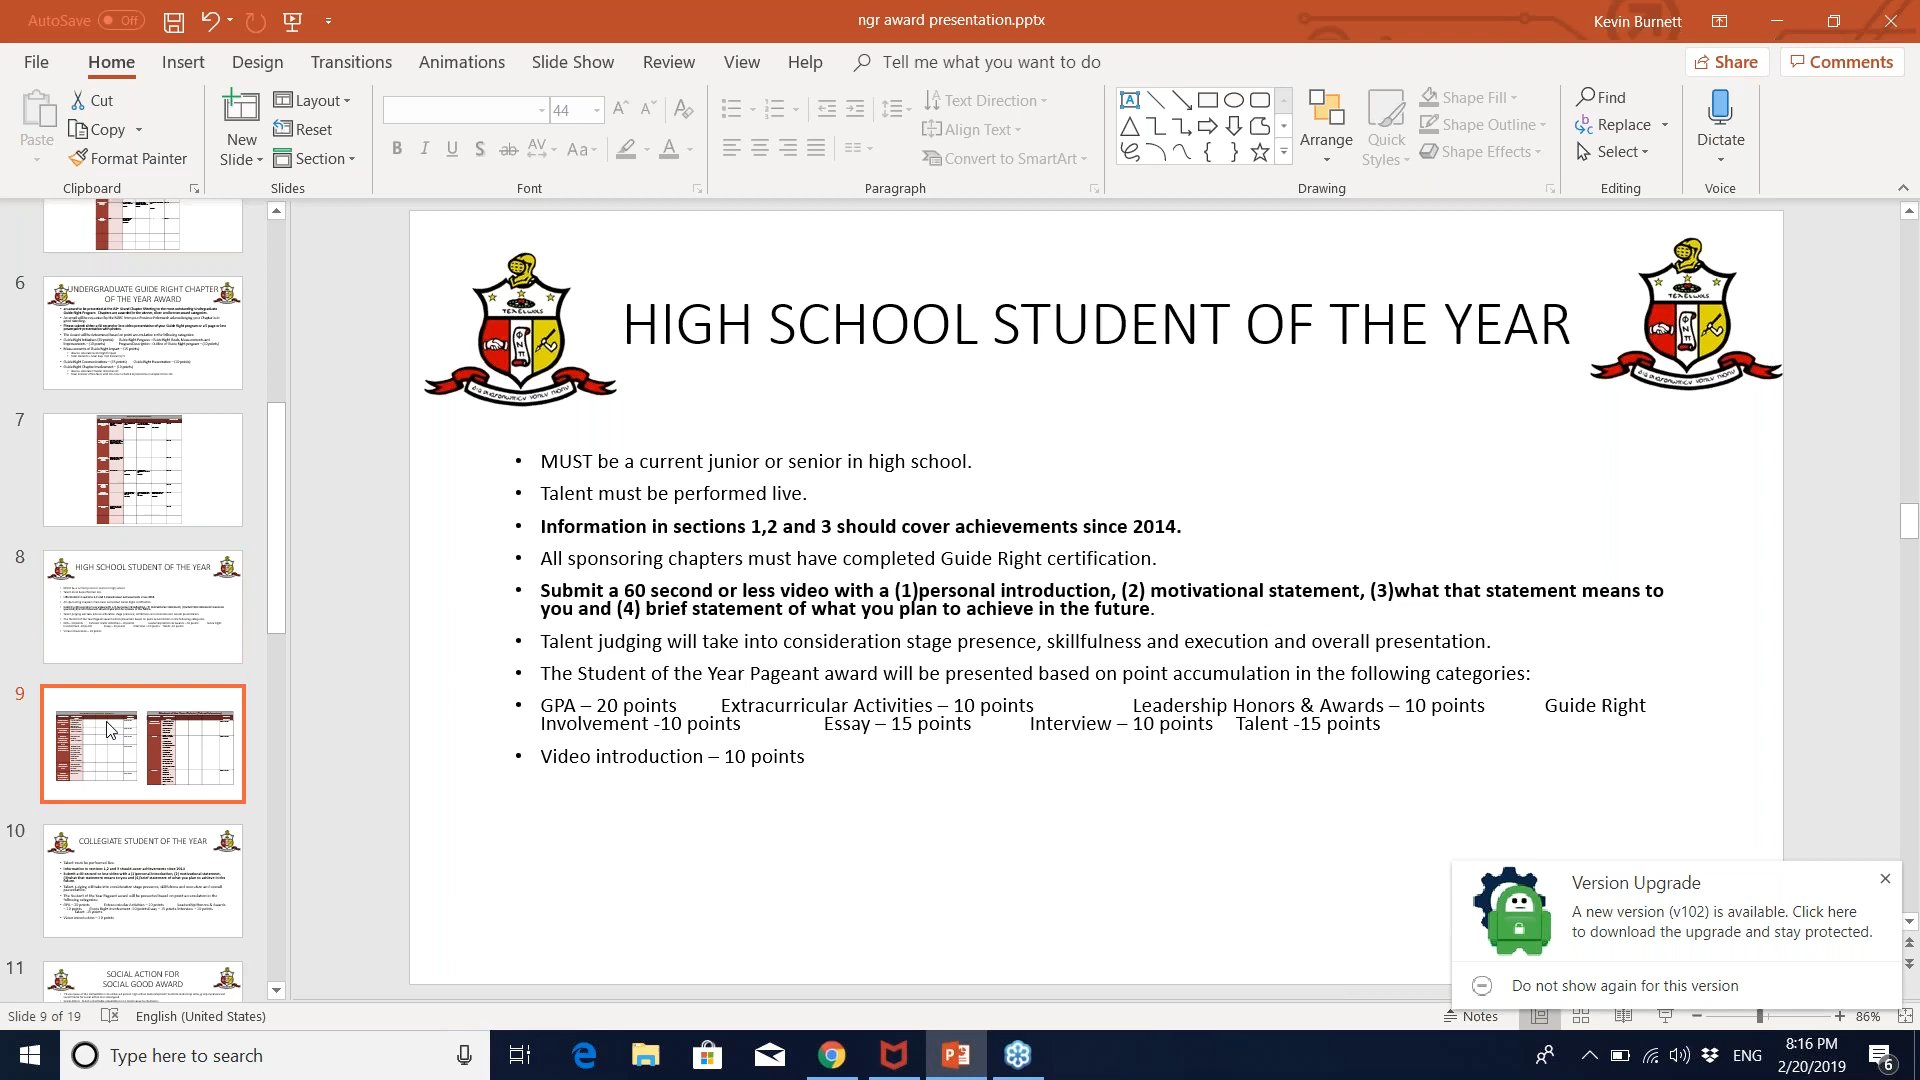 AutoSave Off
ngr award presentation.pptx
Kevin Burnett
File Home Insert Design Transitions Animations Slide Show Review View Help Tell me what you want to do
Share Comments
Paste
Cut
Copy
Format Painter
Clipboard
New
Slide
Layout
Reset
Section
Slides
44
B I U S ab AV Aa A
Font
Text Direction
Align Text
Convert to SmartArt
Paragraph
Arrange
Quick
Styles
Shape Fill
Shape Outline
Shape Effects
Drawing
Find
Replace
Select
Editing
Dictate
Voice
6
UNDERGRADUATE GUIDE RIGHT CHAPTER
OF THE YEAR AWARD
7
8
HIGH SCHOOL STUDENT OF THE YEAR
9
10
COLLEGIATE STUDENT OF THE YEAR
11
SOCIAL ACTION FOR
SOCIAL GOOD AWARD
HIGH SCHOOL STUDENT OF THE YEAR
• MUST be a current junior or senior in high school.
• Talent must be performed live.
• Information in sections 1,2 and 3 should cover achievements since 2014.
• All sponsoring chapters must have completed Guide Right certification.
• Submit a 60 second or less video with a (1)personal introduction, (2) motivational statement, (3)what that statement means to
you and (4) brief statement of what you plan to achieve in the future.
• Talent judging will take into consideration stage presence, skillfulness and execution and overall presentation.
• The Student of the Year Pageant award will be presented based on point accumulation in the following categories:
• GPA – 20 points Extracurricular Activities – 10 points Leadership Honors & Awards – 10 points Guide Right
Involvement -10 points Essay – 15 points Interview – 10 points Talent -15 points
• Video introduction – 10 points
Version Upgrade
A new version (v102) is available. Click here
to download the upgrade and stay protected.
Do not show again for this version
Slide 9 of 19 English (United States)
Notes
86%
Type here to search
ENG
8:16 PM
2/20/2019
6